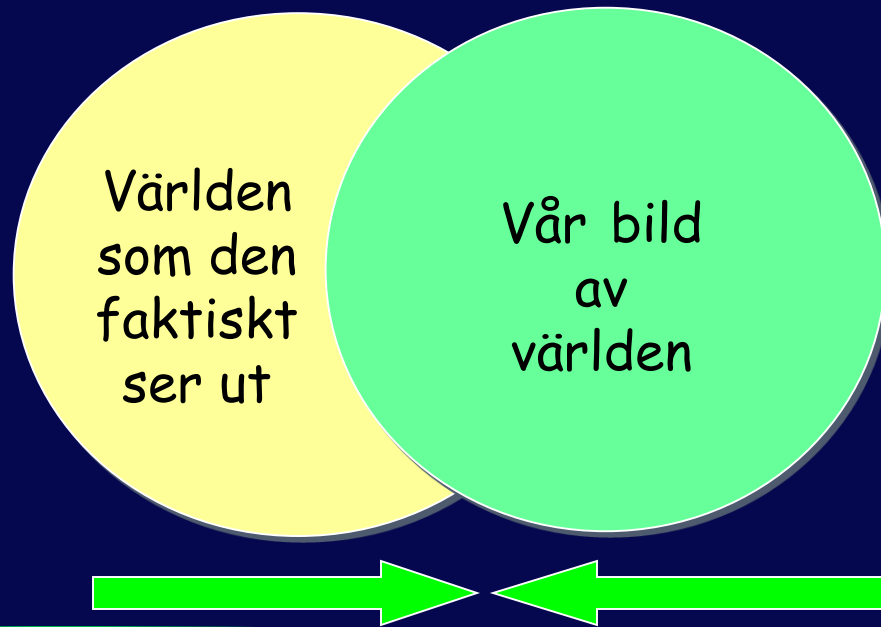 Världen
som den
faktiskt
ser ut
Vår bild
av
världen